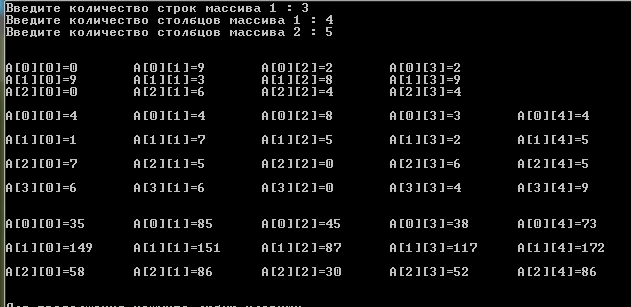 Введите количество строк массива 1 : 3
Введите количество столбцов массива 1 : 4
Введите количество столбцов массива 2 : 5
A[0][0]=0 A[0][1]=9 A[0][2]=2 A[0][3]=2
A[1][0]=9 A[1][1]=3 A[1][2]=8 A[1][3]=9
A[2][0]=0 A[2][1]=6 A[2][2]=4 A[2][3]=4
A[0][0]=4 A[0][1]=4 A[0][2]=8 A[0][3]=3 A[0][4]=4
A[1][0]=1 A[1][1]=7 A[1][2]=5 A[1][3]=2 A[1][4]=5
A[2][0]=7 A[2][1]=5 A[2][2]=0 A[2][3]=6 A[2][4]=5
A[3][0]=6 A[3][1]=6 A[3][2]=0 A[3][3]=4 A[3][4]=9
A[0][0]=35 A[0][1]=85 A[0][2]=45 A[0][3]=38 A[0][4]=73
A[1][0]=149 A[1][1]=151 A[1][2]=87 A[1][3]=117 A[1][4]=172
A[2][0]=58 A[2][1]=86 A[2][2]=30 A[2][3]=52 A[2][4]=86